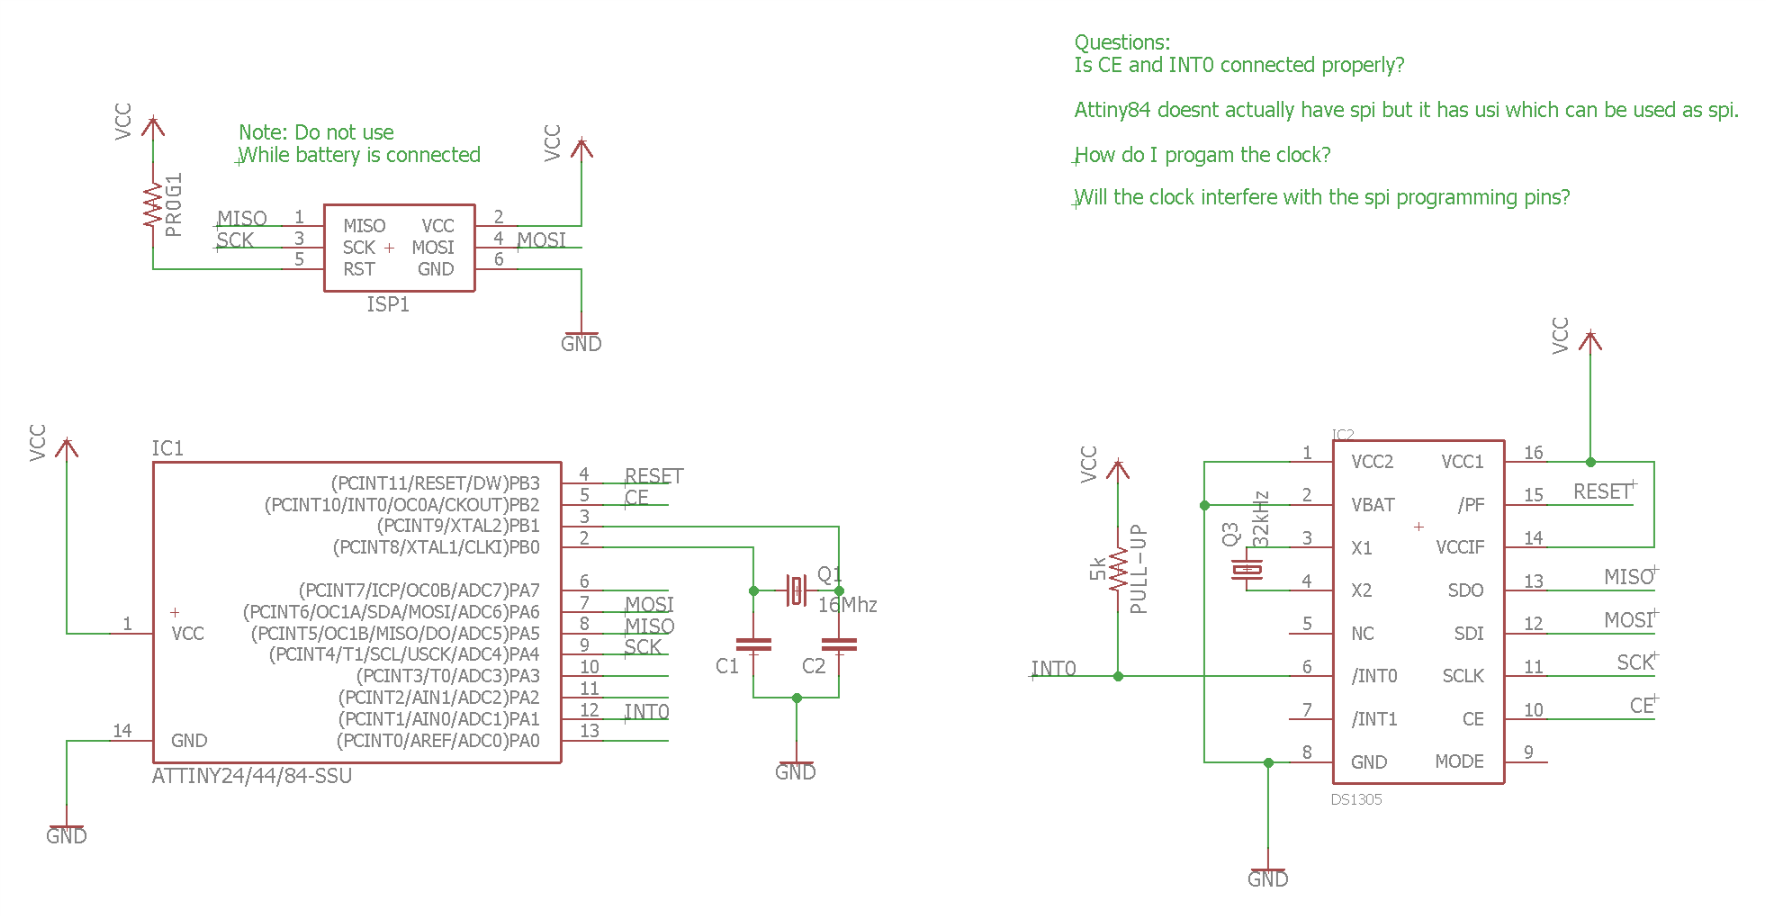 Questions:
Is CE and INT0 connected properly?
Attiny84 doesnt actually have spi but it has usi which can be used as spi.
How do I progam the clock?
Will the clock interfere with the spi programming pins?
VCC
Note: Do not use
While battery is connected
VCC
PROG1
MISO 1 MISO VCC 2
SCK 3 SCK MOSI 4 MOSI
5 RST GND 6
ISP1
GND
VCC
IC1
(PCINT11/RESET/DW)PB3 4 RESET
(PCINT10/INT0/OC0A/CKOUT)PB2 5 CE
(PCINT9/XTAL2)PB1 3
(PCINT8/XTAL1/CLKI)PB0 2
(PCINT7/ICP/OC0B/ADC7)PA7 6
(PCINT6/OC1A/SDA/MOSI/ADC6)PA6 7 MOSI
1 VCC (PCINT5/OC1B/MISO/DO/ADC5)PA5 8 MISO
(PCINT4/T1/SCL/USCK/ADC4)PA4 9 SCK
(PCINT3/T0/ADC3)PA3 10
(PCINT2/AIN1/ADC2)PA2 11
(PCINT1/AIN0/ADC1)PA1 12 INT0
14 GND (PCINT0/AREF/ADC0)PA0 13
ATTINY24/44/84-SSU
GND
Q1
16Mhz
C1 C2
GND
VCC
VCC
5k
PULL-UP
INT0
Q3
32kHz
IC2
1 VCC2 VCC1 16
2 VBAT /PF 15 RESET
3 X1 VCCIF 14
4 X2 SDO 13 MISO
5 NC SDI 12 MOSI
6 /INT0 SCLK 11 SCK
7 /INT1 CE 10 CE
8 GND MODE 9
DS1305
GND